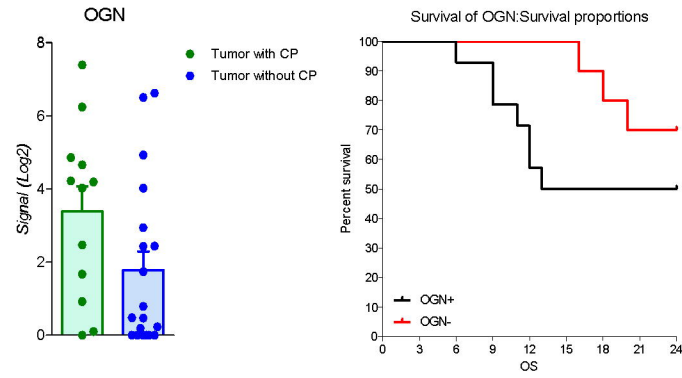 OGN
8
6
4
2
0
Signal (Log2)
Tumor with CP
Tumor without CP
Survival of OGN:Survival proportions
100
90
80
70
60
50
40
30
20
10
0
Percent survival
OGN+
OGN-
0 3 6 9 12 15 18 21 24
OS